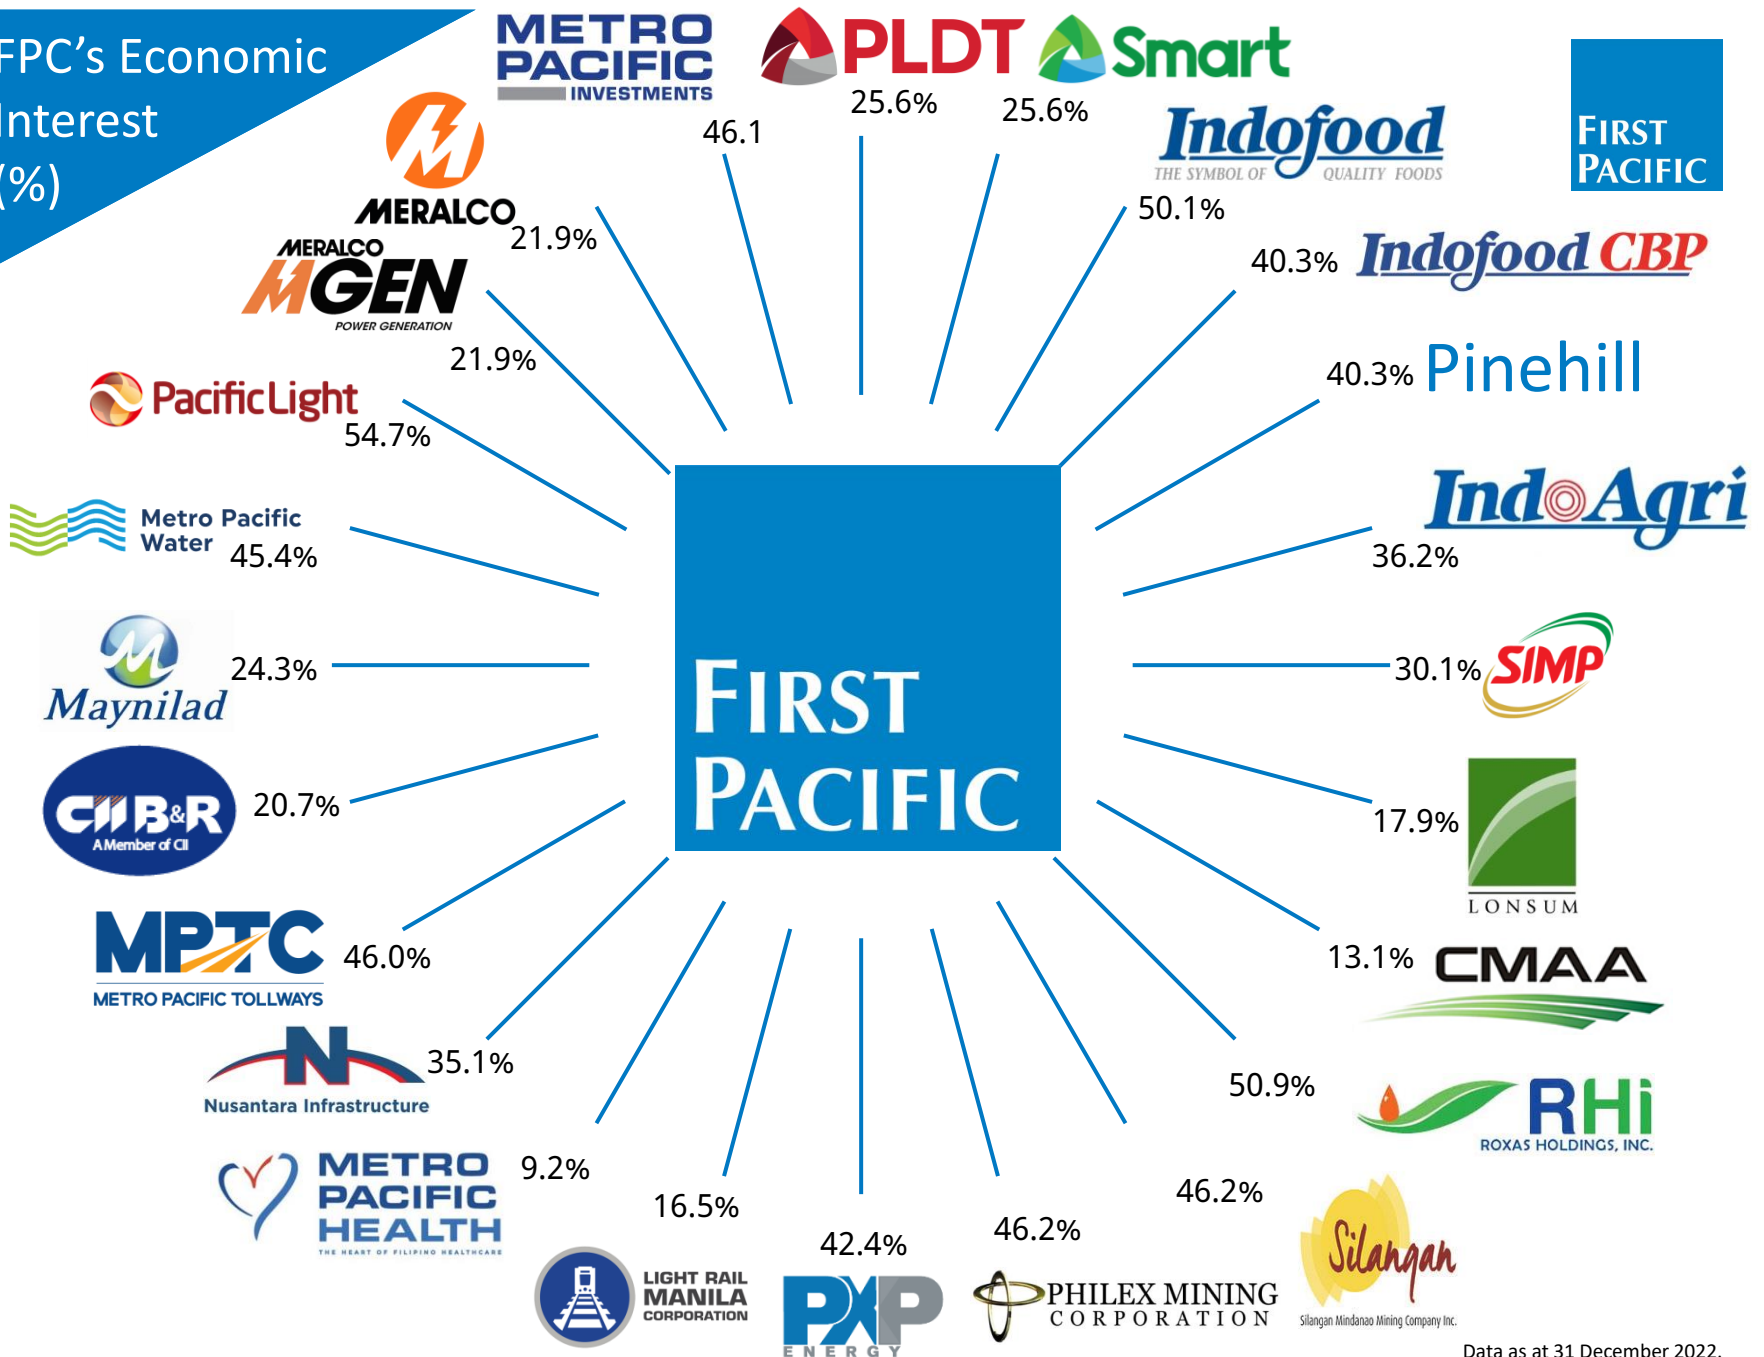 FPC’s Economic
Interest
(%)
METRO
PACIFIC
INVESTMENTS
46.1
PLDT
25.6%
Smart
25.6%
Indofood
THE SYMBOL OF QUALITY FOODS
50.1%
FIRST
PACIFIC
MERALCO
21.9%
40.3%
Indofood CBP
MERALCO
MGEN
POWER GENERATION
21.9%
40.3%
Pinehill
PacificLight
54.7%
IndoAgri
36.2%
Metro Pacific
Water
45.4%
Maynilad
24.3%
30.1%
SIMP
FIRST
PACIFIC
CII B&R
A Member of CII
20.7%
17.9%
LONSUM
MPTC
METRO PACIFIC TOLLWAYS
46.0%
13.1%
CMAA
Nusantara Infrastructure
35.1%
50.9%
RHi
ROXAS HOLDINGS, INC.
METRO
PACIFIC
HEALTH
THE HEART OF FILIPINO HEALTHCARE
9.2%
16.5%
LIGHT RAIL
MANILA
CORPORATION
42.4%
PXP
ENERGY
46.2%
PHILEX MINING
CORPORATION
46.2%
Silangan
Silangan Mindanao Mining Company Inc.
Data as at 31 December 2022.